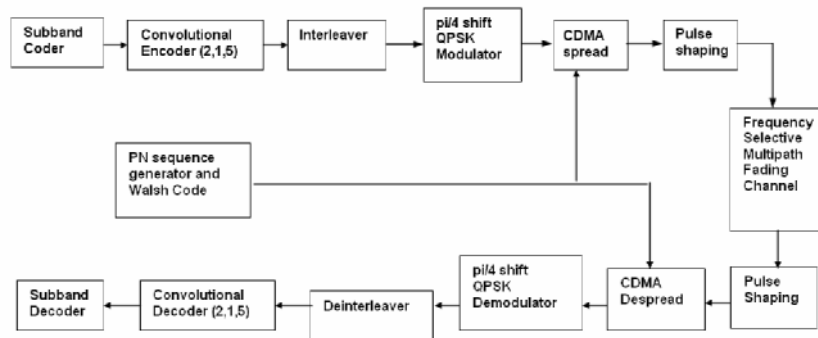 Subband
Coder
Convolutional
Encoder (2,1,5)
Interleaver
pi/4 shift
QPSK
Modulator
CDMA
spread
Pulse
shaping
Frequency
Selective
Multipath
Fading
Channel
PN sequence
generator and
Walsh Code
Subband
Decoder
Convolutional
Decoder (2,1,5)
Deinterleaver
pi/4 shift
QPSK
Demodulator
CDMA
Despread
Pulse
Shaping